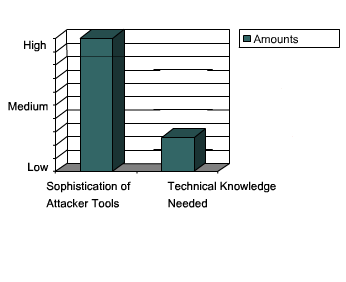 High
Medium
Low
Amounts
Sophistication of
Attacker Tools
Technical Knowledge
Needed